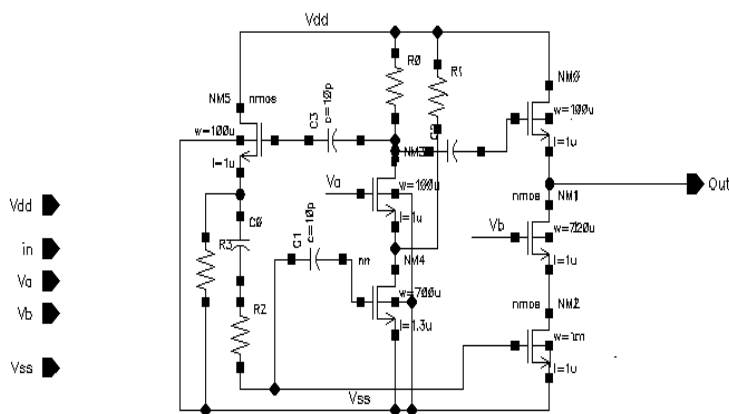 Vdd
R0
R1
NM0
NM5 nmos
C3
c=10p
w=100u
w=100u
l=1u
l=1u
NM3
Va
w=100u
l=1u
Out
nmos NM1
Vb
w=720u
l=1u
C0
R3
C1
c=10p
NM4
w=700u
l=1.3u
R2
nmos NM2
w=1m
l=1u
Vss
Vdd
in
Va
Vb
Vss